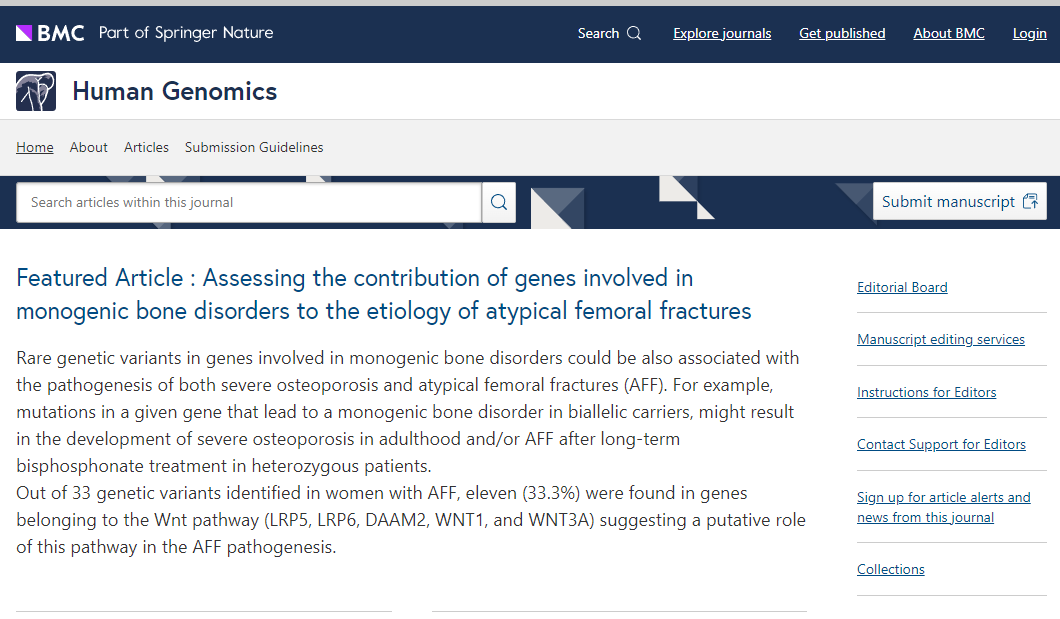 BMC Part of Springer Nature
Search Explore journals Get published About BMC Login
Human Genomics
Home About Articles Submission Guidelines
Search articles within this journal
Submit manuscript
Featured Article : Assessing the contribution of genes involved in
monogenic bone disorders to the etiology of atypical femoral fractures
Rare genetic variants in genes involved in monogenic bone disorders could be also associated with
the pathogenesis of both severe osteoporosis and atypical femoral fractures (AFF). For example,
mutations in a given gene that lead to a monogenic bone disorder in biallelic carriers, might result
in the development of severe osteoporosis in adulthood and/or AFF after long-term
bisphosphonate treatment in heterozygous patients.
Out of 33 genetic variants identified in women with AFF, eleven (33.3%) were found in genes
belonging to the Wnt pathway (LRP5, LRP6, DAAM2, WNT1, and WNT3A) suggesting a putative role
of this pathway in the AFF pathogenesis.
Editorial Board
Manuscript editing services
Instructions for Editors
Contact Support for Editors
Sign up for article alerts and
news from this journal
Collections